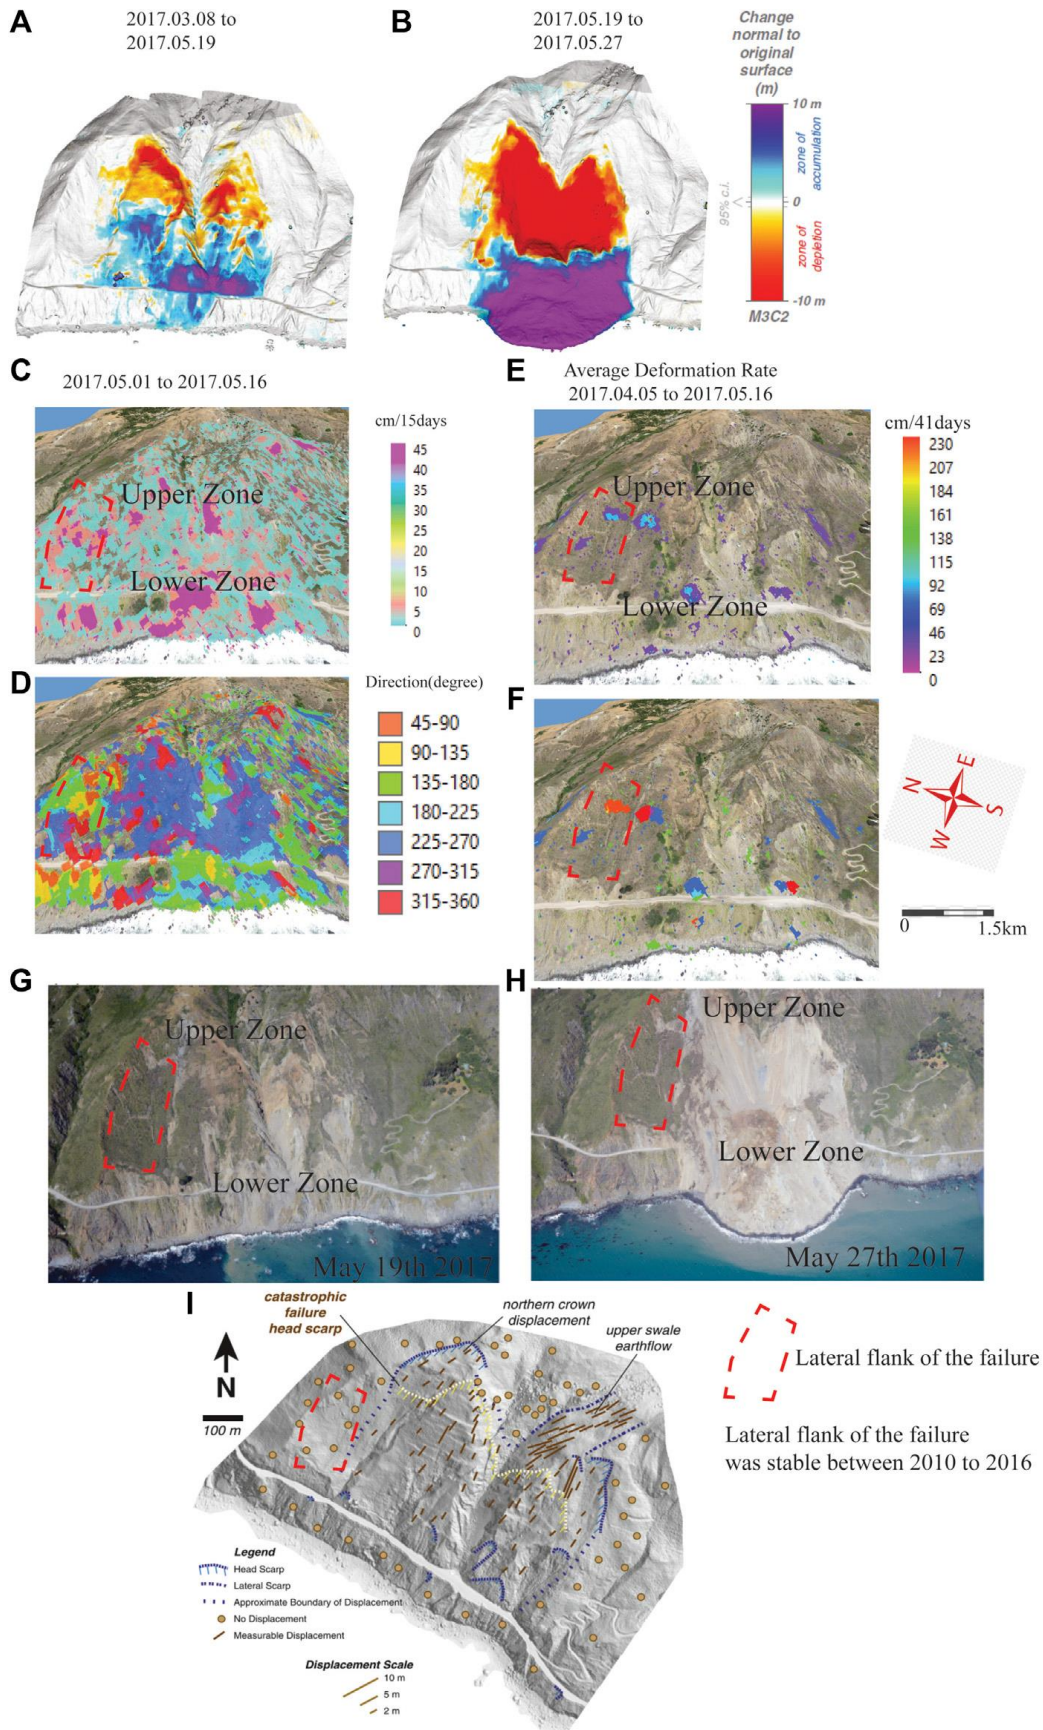 A
2017.03.08 to
2017.05.19
B
2017.05.19 to
2017.05.27
Change
normal to
original
surface
(m)
10 m
zone of
accumulation
95% c.i.
0
zone of
depletion
-10 m
M3C2
C
2017.05.01 to 2017.05.16
cm/15days
45
40
35
30
25
20
15
10
5
0
Upper Zone
Lower Zone
E
Average Deformation Rate
2017.04.05 to 2017.05.16
cm/41days
230
207
184
161
138
115
92
69
46
23
0
Upper Zone
Lower Zone
D
Direction(degree)
45-90
90-135
135-180
180-225
225-270
270-315
315-360
F
N
E
S
W
0
1.5km
G
Upper Zone
Lower Zone
May 19th 2017
H
Upper Zone
Lower Zone
May 27th 2017
I
catastrophic
failure
head scarp
northern crown
displacement
upper swale
earthflow
N
100 m
Legend
Head Scarp
Lateral Scarp
Approximate Boundary of Displacement
No Displacement
Measurable Displacement
Displacement Scale
10 m
5 m
2 m
Lateral flank of the failure
Lateral flank of the failure
was stable between 2010 to 2016